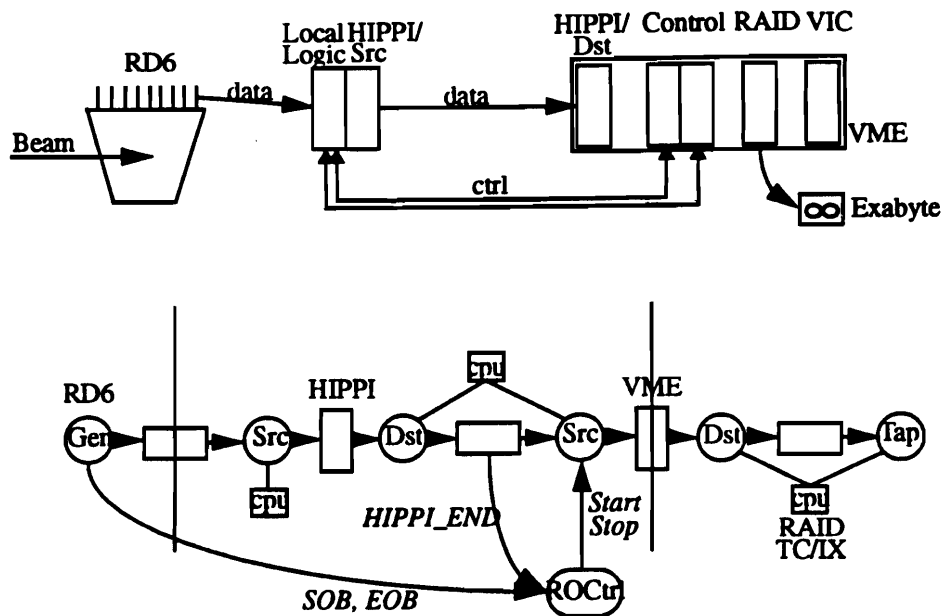 Local HIPPI/
Logic Src
HIPPI/ Control RAID VIC
Dst
RD6
data
data
Beam
VME
ctrl
∞ Exabyte
cpu
HIPPI
VME
RD6
Gen
Src
Dst
Src
Dst
Tap
cpu
cpu
HIPPI_END
Start
Stop
RAID
TC/IX
ROCtrl
SOB, EOB